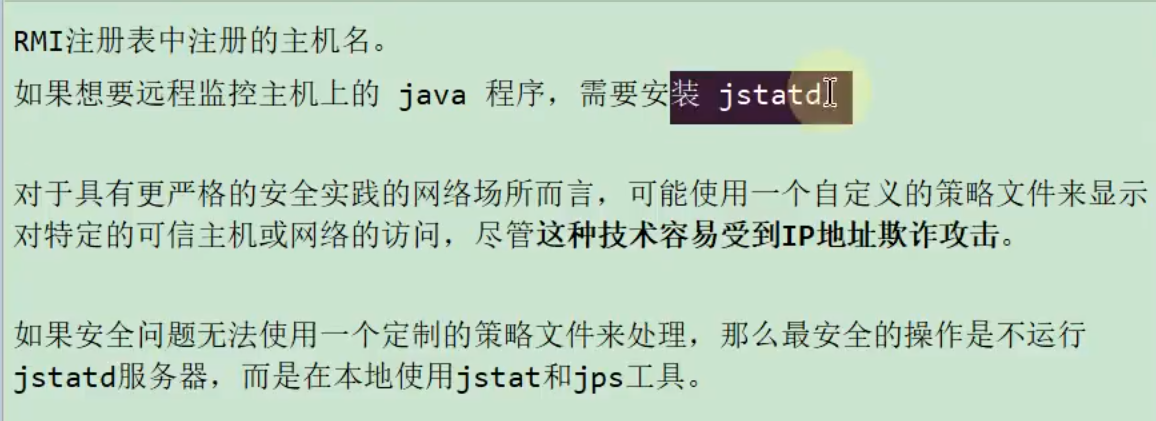 RMI注册表中注册的主机名。
如果想要远程监控主机上的 java 程序，需要安装 jstatd
对于具有更严格的安全实践的网络场所而言，可能使用一个自定义的策略文件来显示
对特定的可信主机或网络的访问，尽管这种技术容易受到IP地址欺诈攻击。
如果安全问题无法使用一个定制的策略文件来处理，那么最安全的操作是不运行
jstatd服务器，而是在本地使用jstat和jps工具。